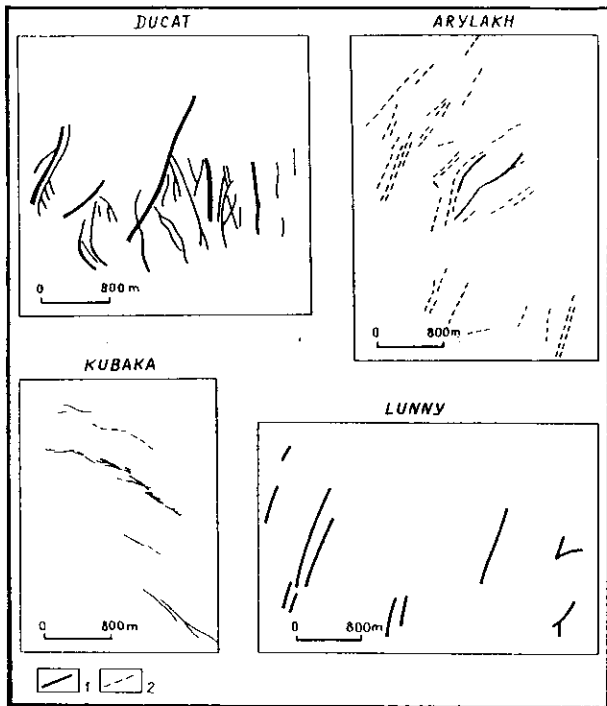 DUCAT
ARYLAKH
0 800 m
0 800m
KUBAKA
LUNNY
0 800m
0 800m
1 2